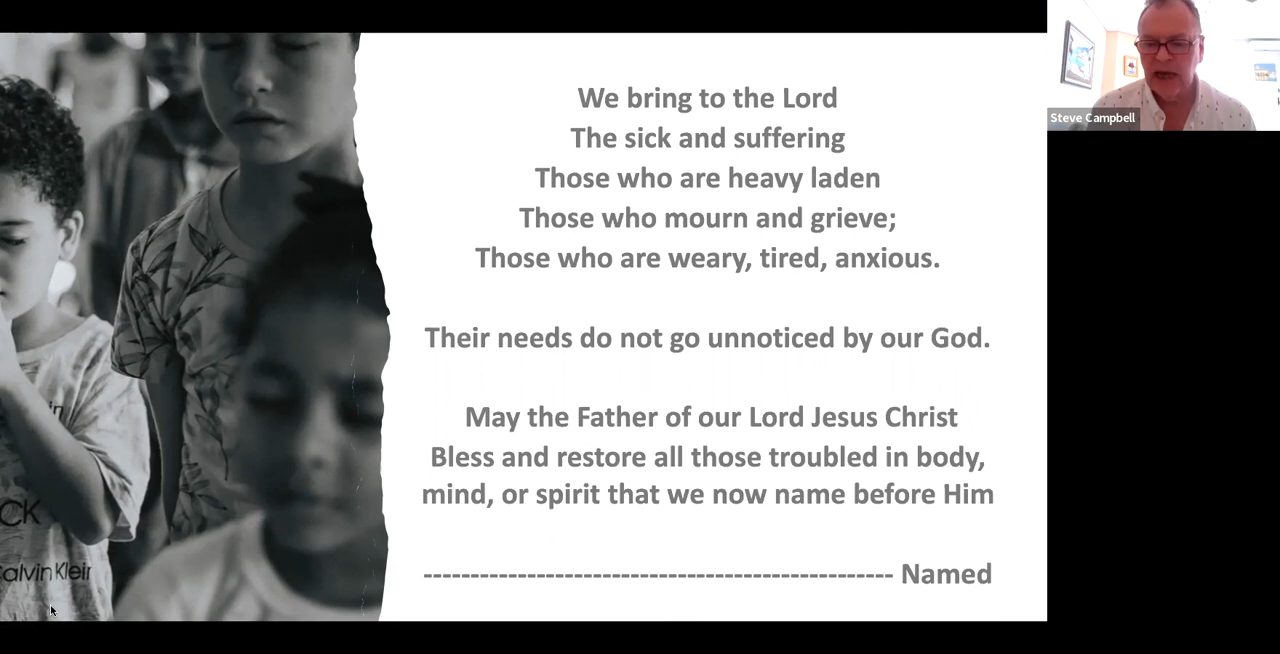 We bring to the Lord
The sick and suffering
Those who are heavy laden
Those who mourn and grieve;
Those who are weary, tired, anxious.
Their needs do not go unnoticed by our God.
May the Father of our Lord Jesus Christ
Bless and restore all those troubled in body,
mind, or spirit that we now name before Him
-------------------------------------------------- Named
Steve Campbell
CK
Calvin Klein